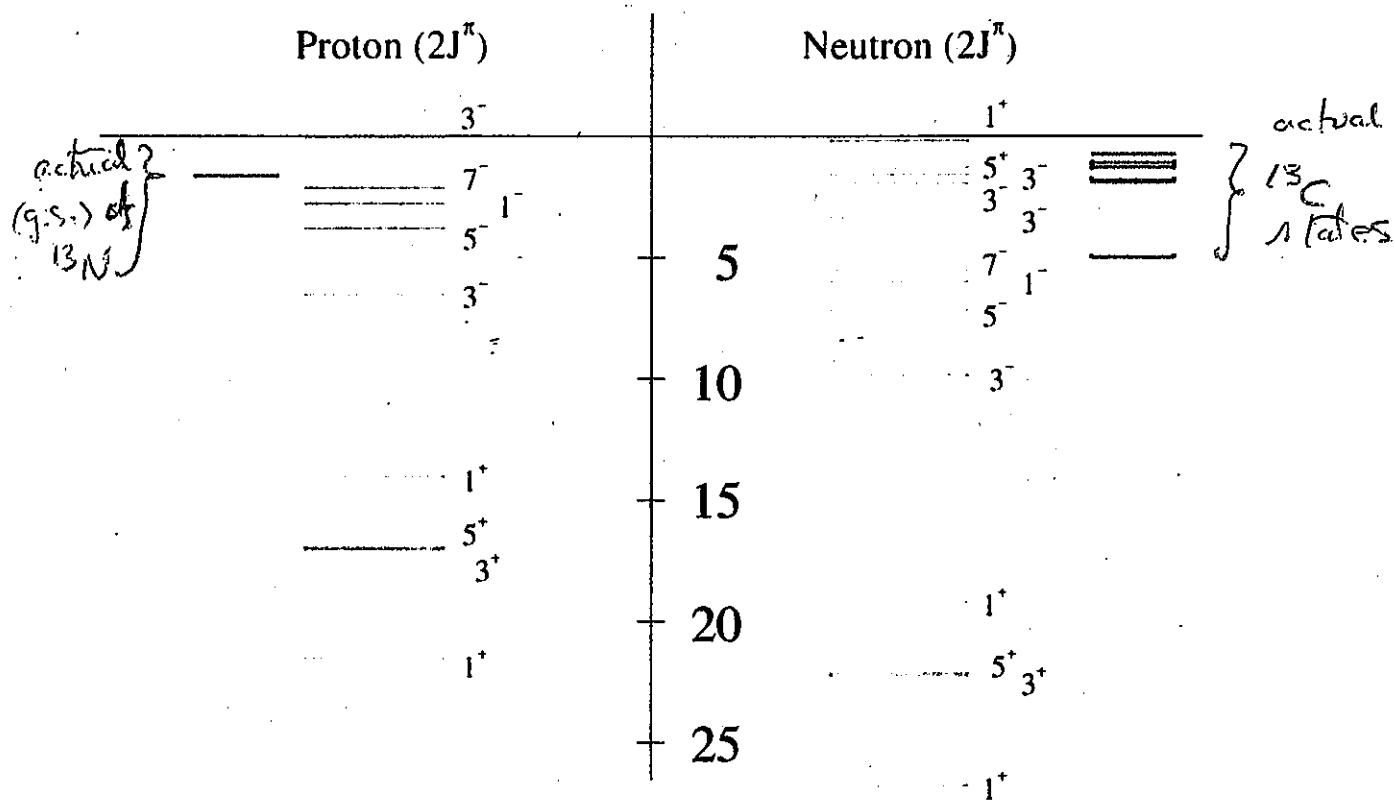 Proton (2J^π)
Neutron (2J^π)
3^-
1^+
actual
(g.s.) of
^13N
7^-
1^-
5^-
3^-
1^+
5^+
3^+
1^+
5
10
15
20
25
5^+ 3^-
3^- 3^-
7^- 1^-
5^-
3^-
1^+
5^+ 3^+
1^+
actual
^13C
states